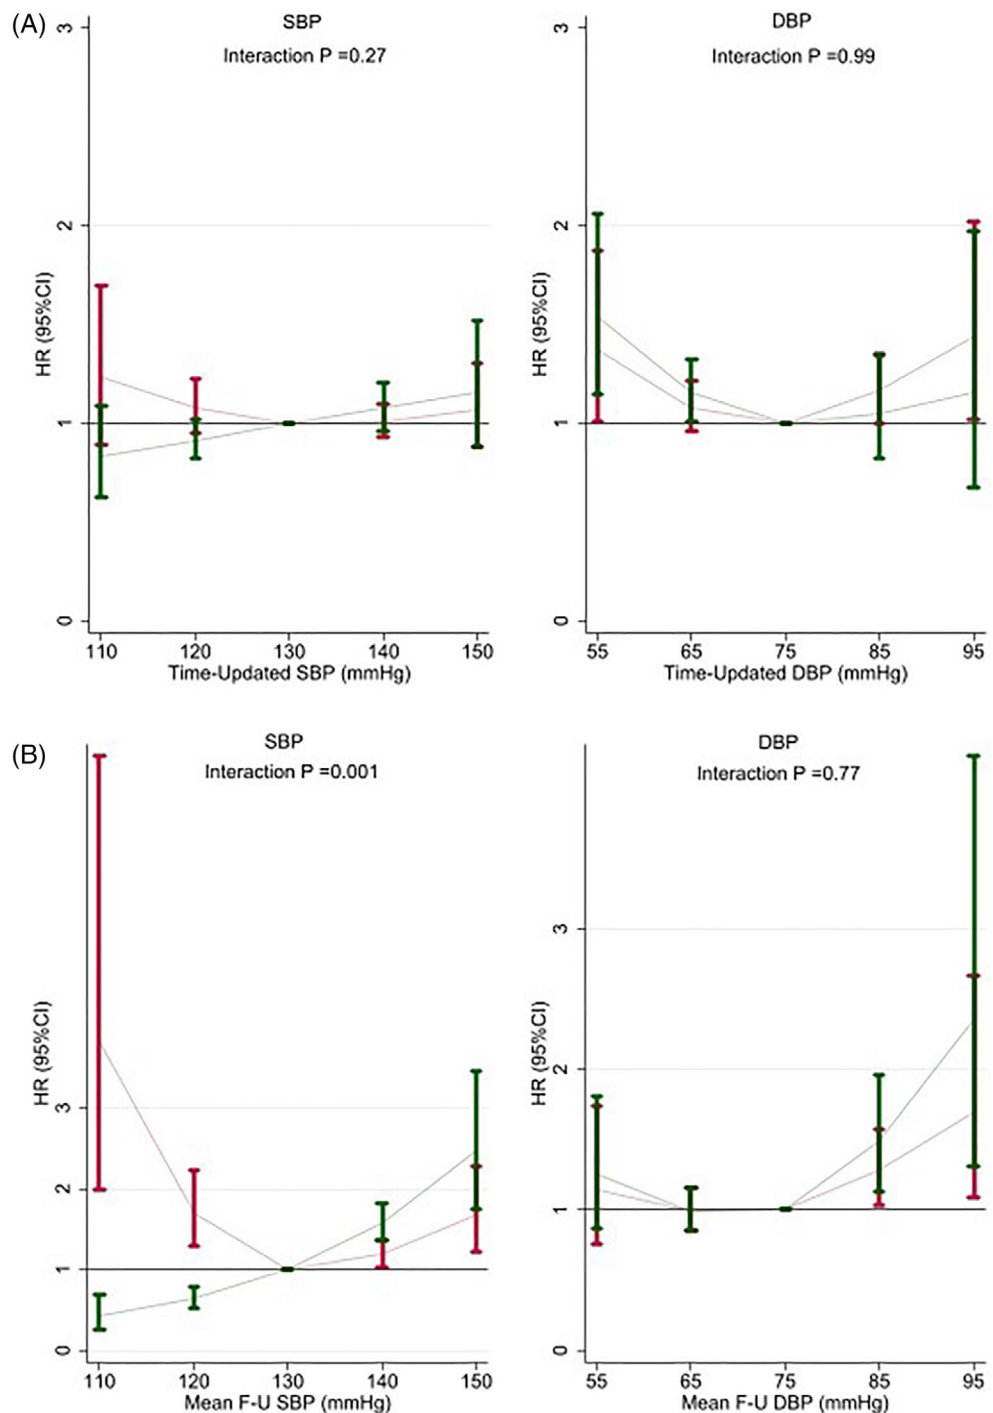 (A)
SBP
Interaction P =0.27
3
2
1
0
HR (95%CI)
110 120 130 140 150
Time-Updated SBP (mmHg)
DBP
Interaction P =0.99
3
2
1
0
HR (95%CI)
55 65 75 85 95
Time-Updated DBP (mmHg)
(B)
SBP
Interaction P =0.001
3
2
1
0
HR (95%CI)
110 120 130 140 150
Mean F-U SBP (mmHg)
DBP
Interaction P =0.77
3
2
1
0
HR (95%CI)
55 65 75 85 95
Mean F-U DBP (mmHg)